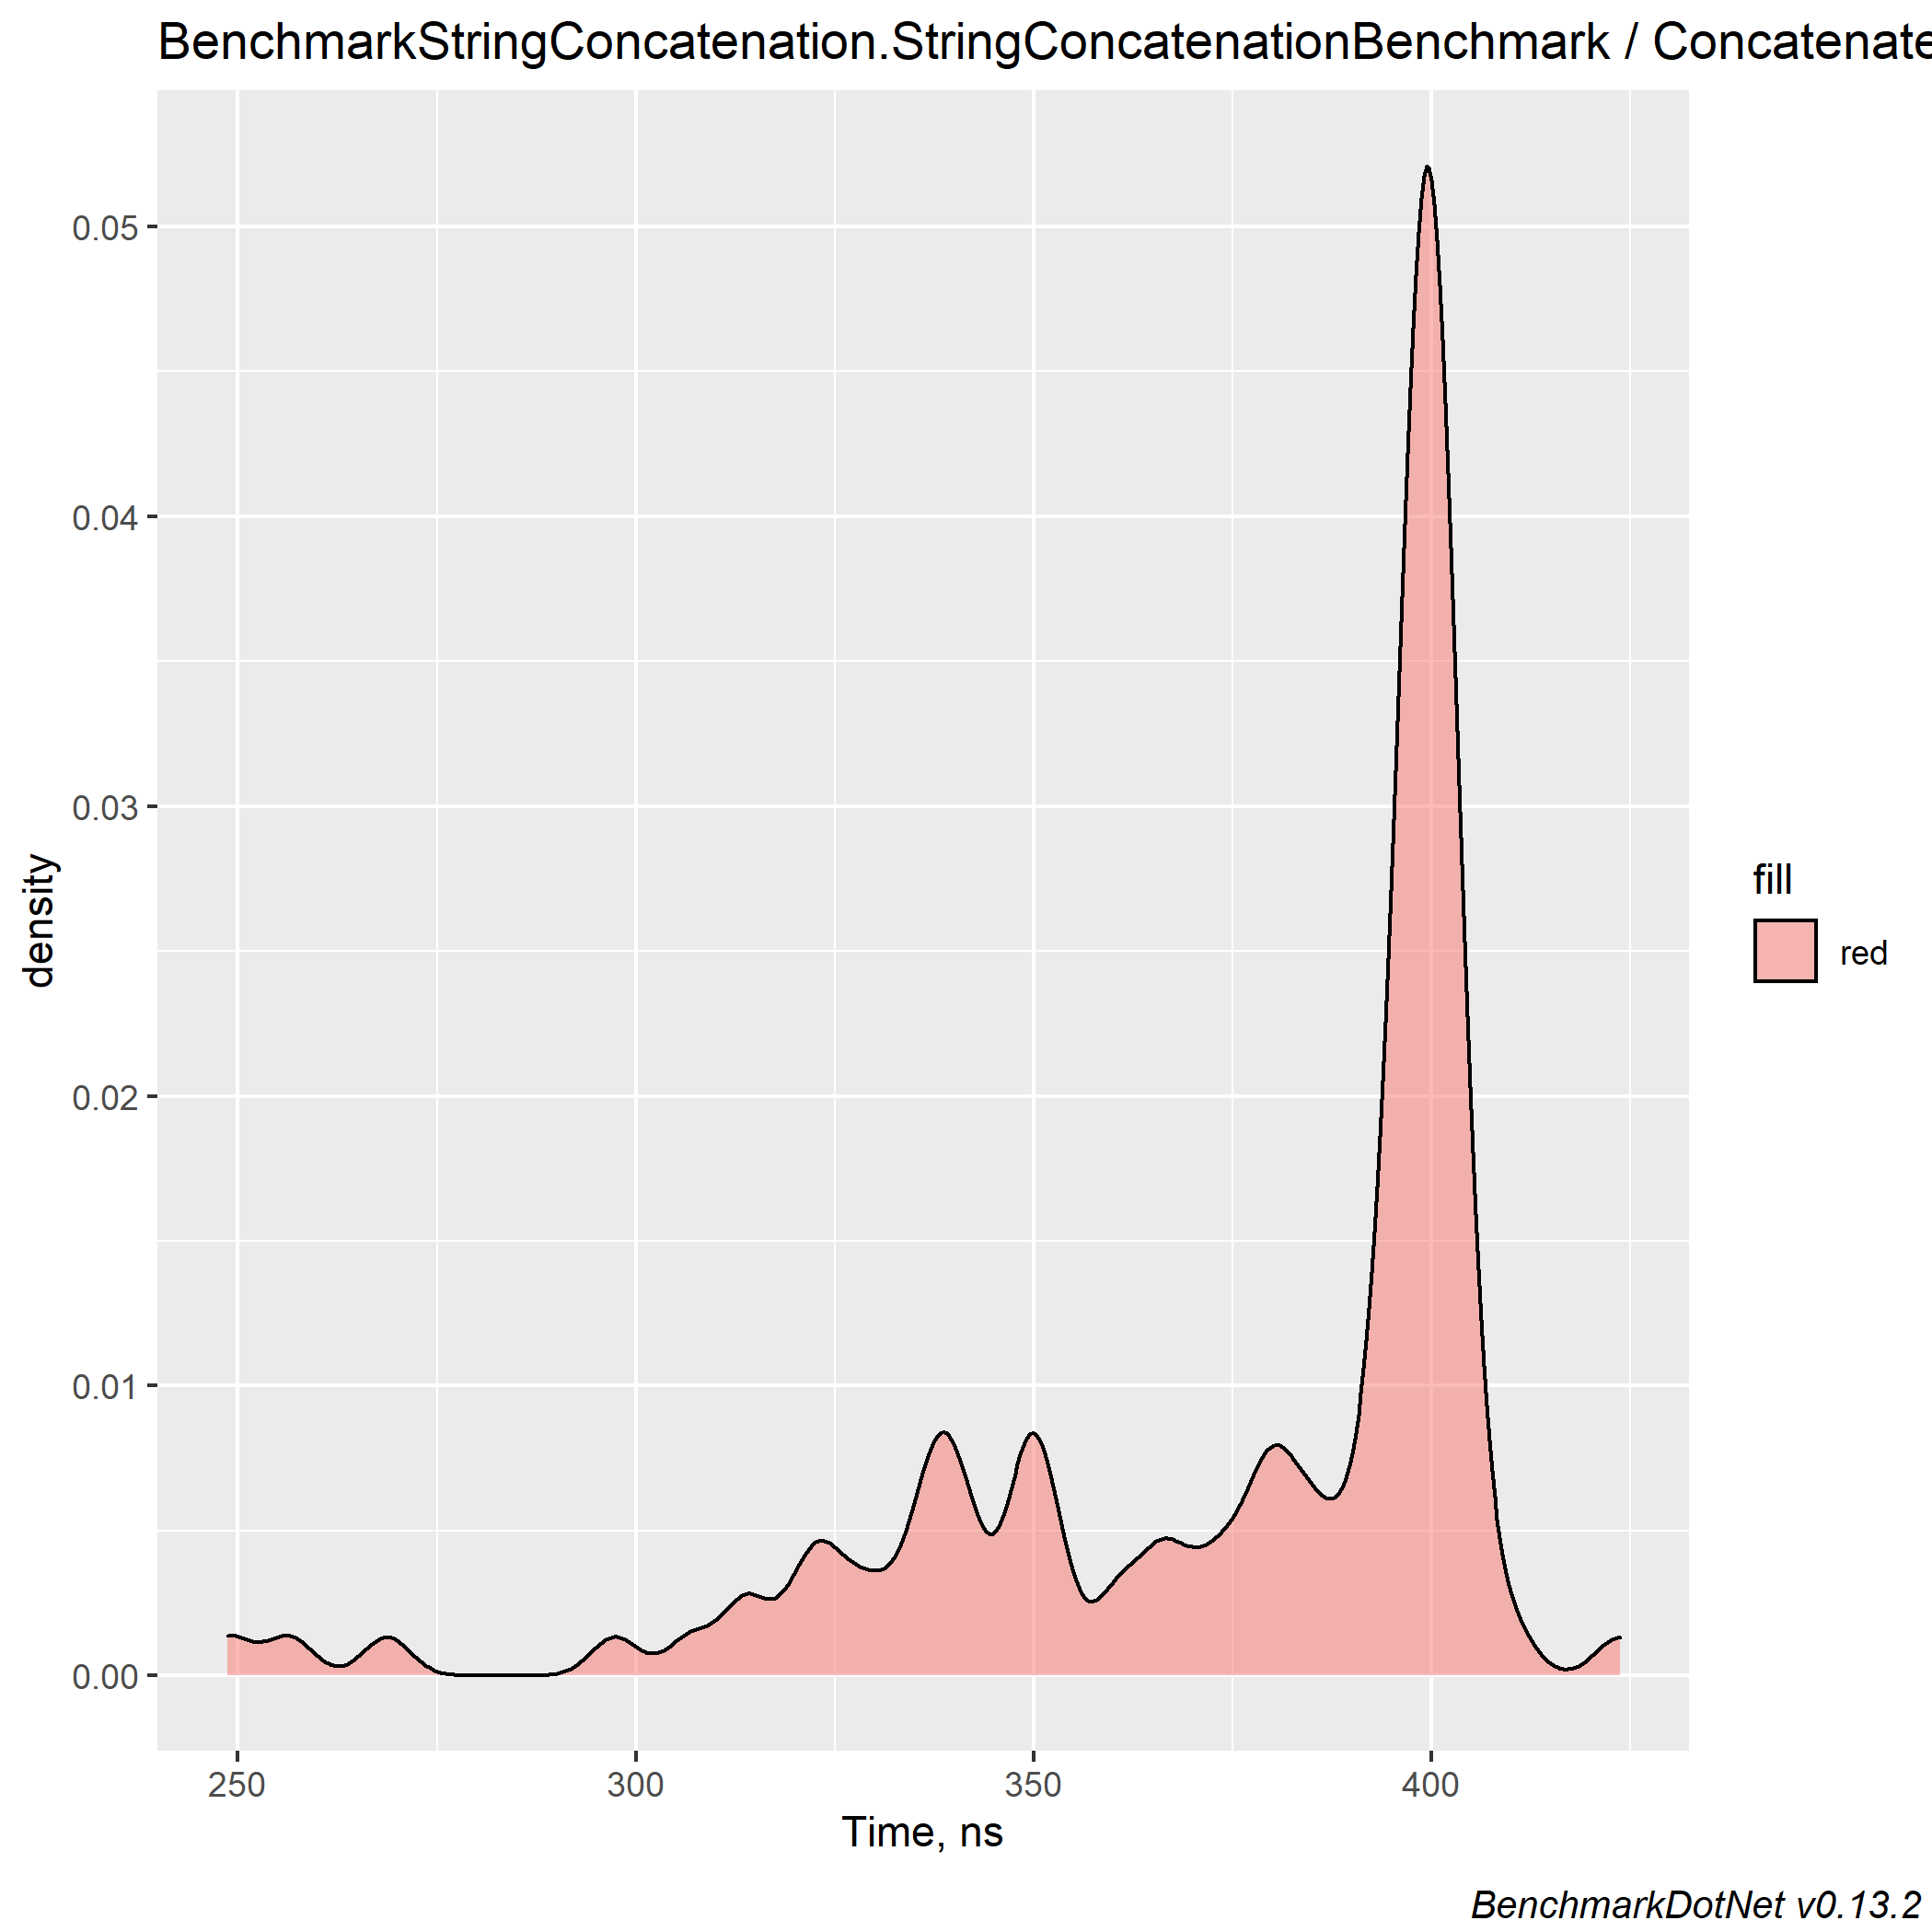 BenchmarkStringConcatenation.StringConcatenationBenchmark / Concatenate
0.05
0.04
0.03
0.02
0.01
0.00
density
250 300 350 400
Time, ns
fill
red
BenchmarkDotNet v0.13.2